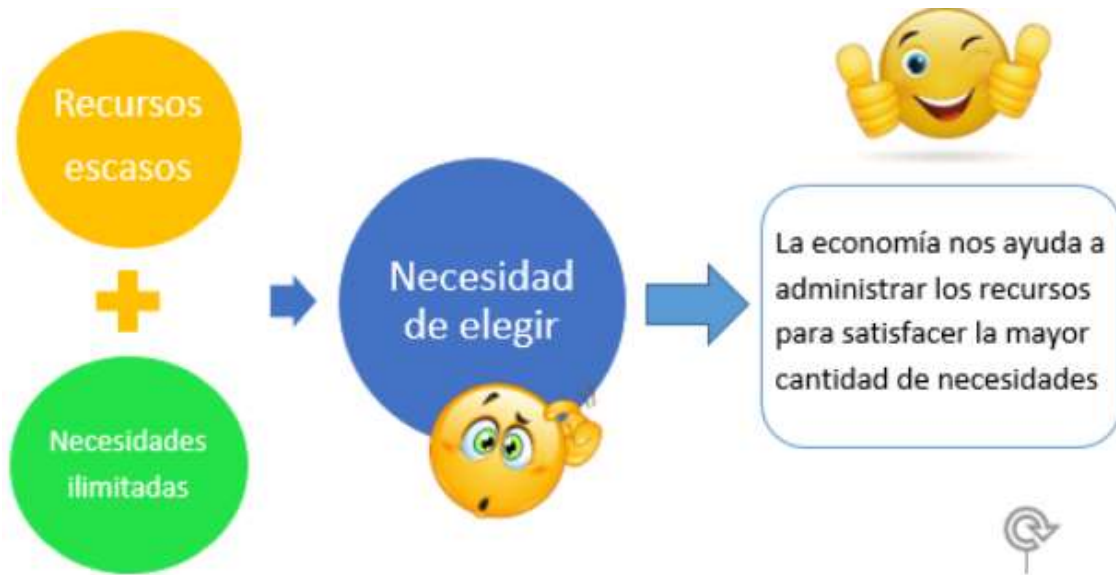 Recursos
escasos
Necesidades
ilimitadas
Necesidad
de elegir
La economía nos ayuda a
administrar los recursos
para satisfacer la mayor
cantidad de necesidades